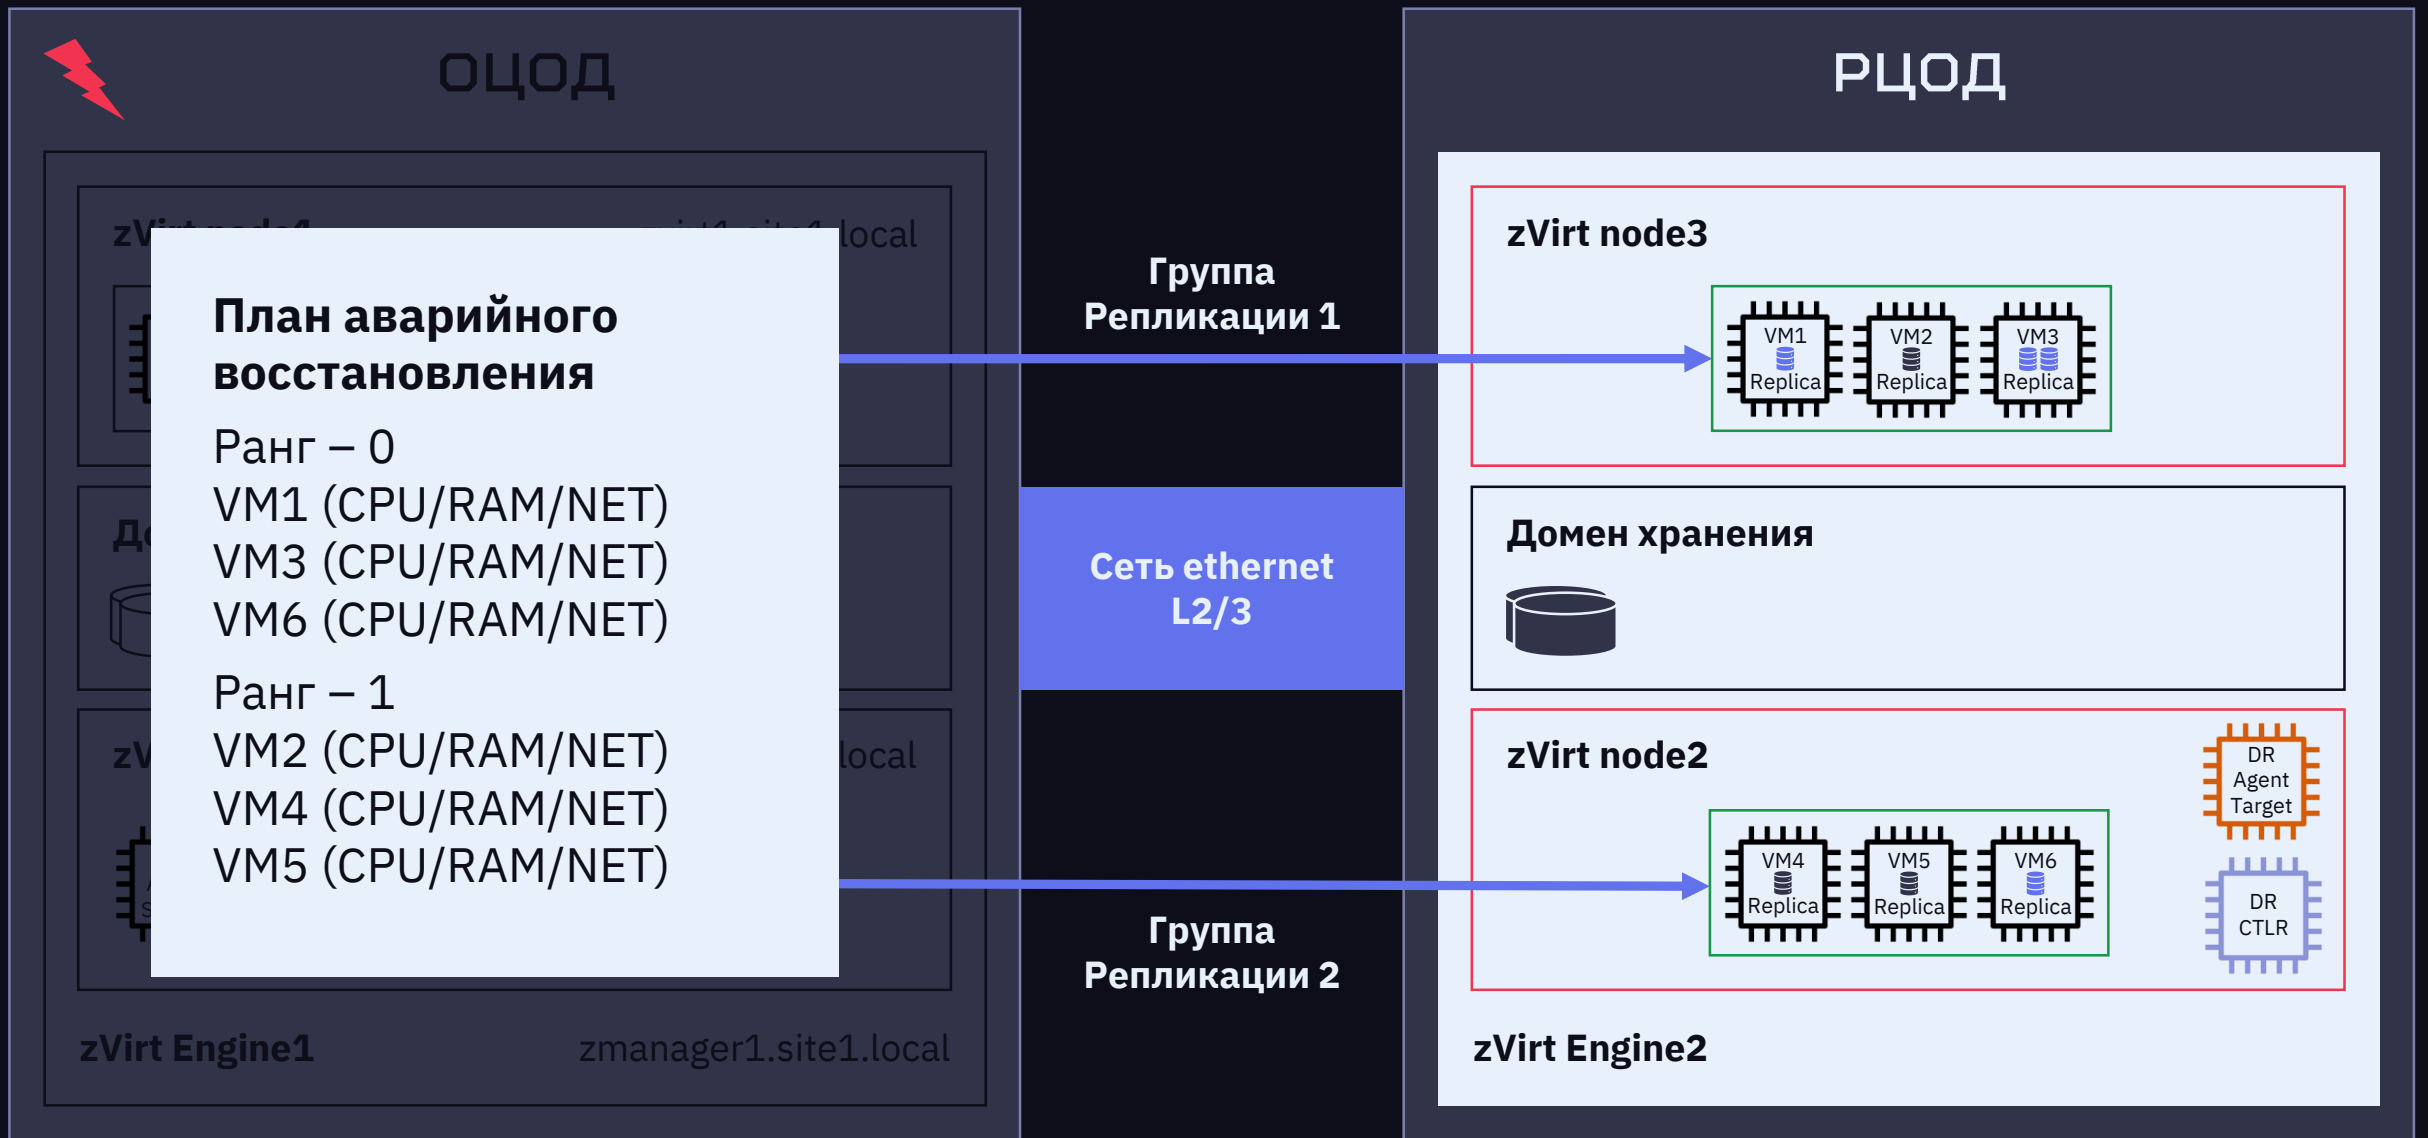 ОЦОД
local
План аварийного
восстановления
Ранг – 0
VM1 (CPU/RAM/NET)
VM3 (CPU/RAM/NET)
VM6 (CPU/RAM/NET)
Ранг – 1
VM2 (CPU/RAM/NET)
VM4 (CPU/RAM/NET)
VM5 (CPU/RAM/NET)
local
zVirt Engine1
zmanager1.site1.local
Группа
Репликации 1
Сеть ethernet
L2/3
Группа
Репликации 2
РЦОД
zVirt node3
VM1
Replica
VM2
Replica
VM3
Replica
Домен хранения
zVirt node2
VM4
Replica
VM5
Replica
VM6
Replica
DR
Agent
Target
DR
CTLR
zVirt Engine2